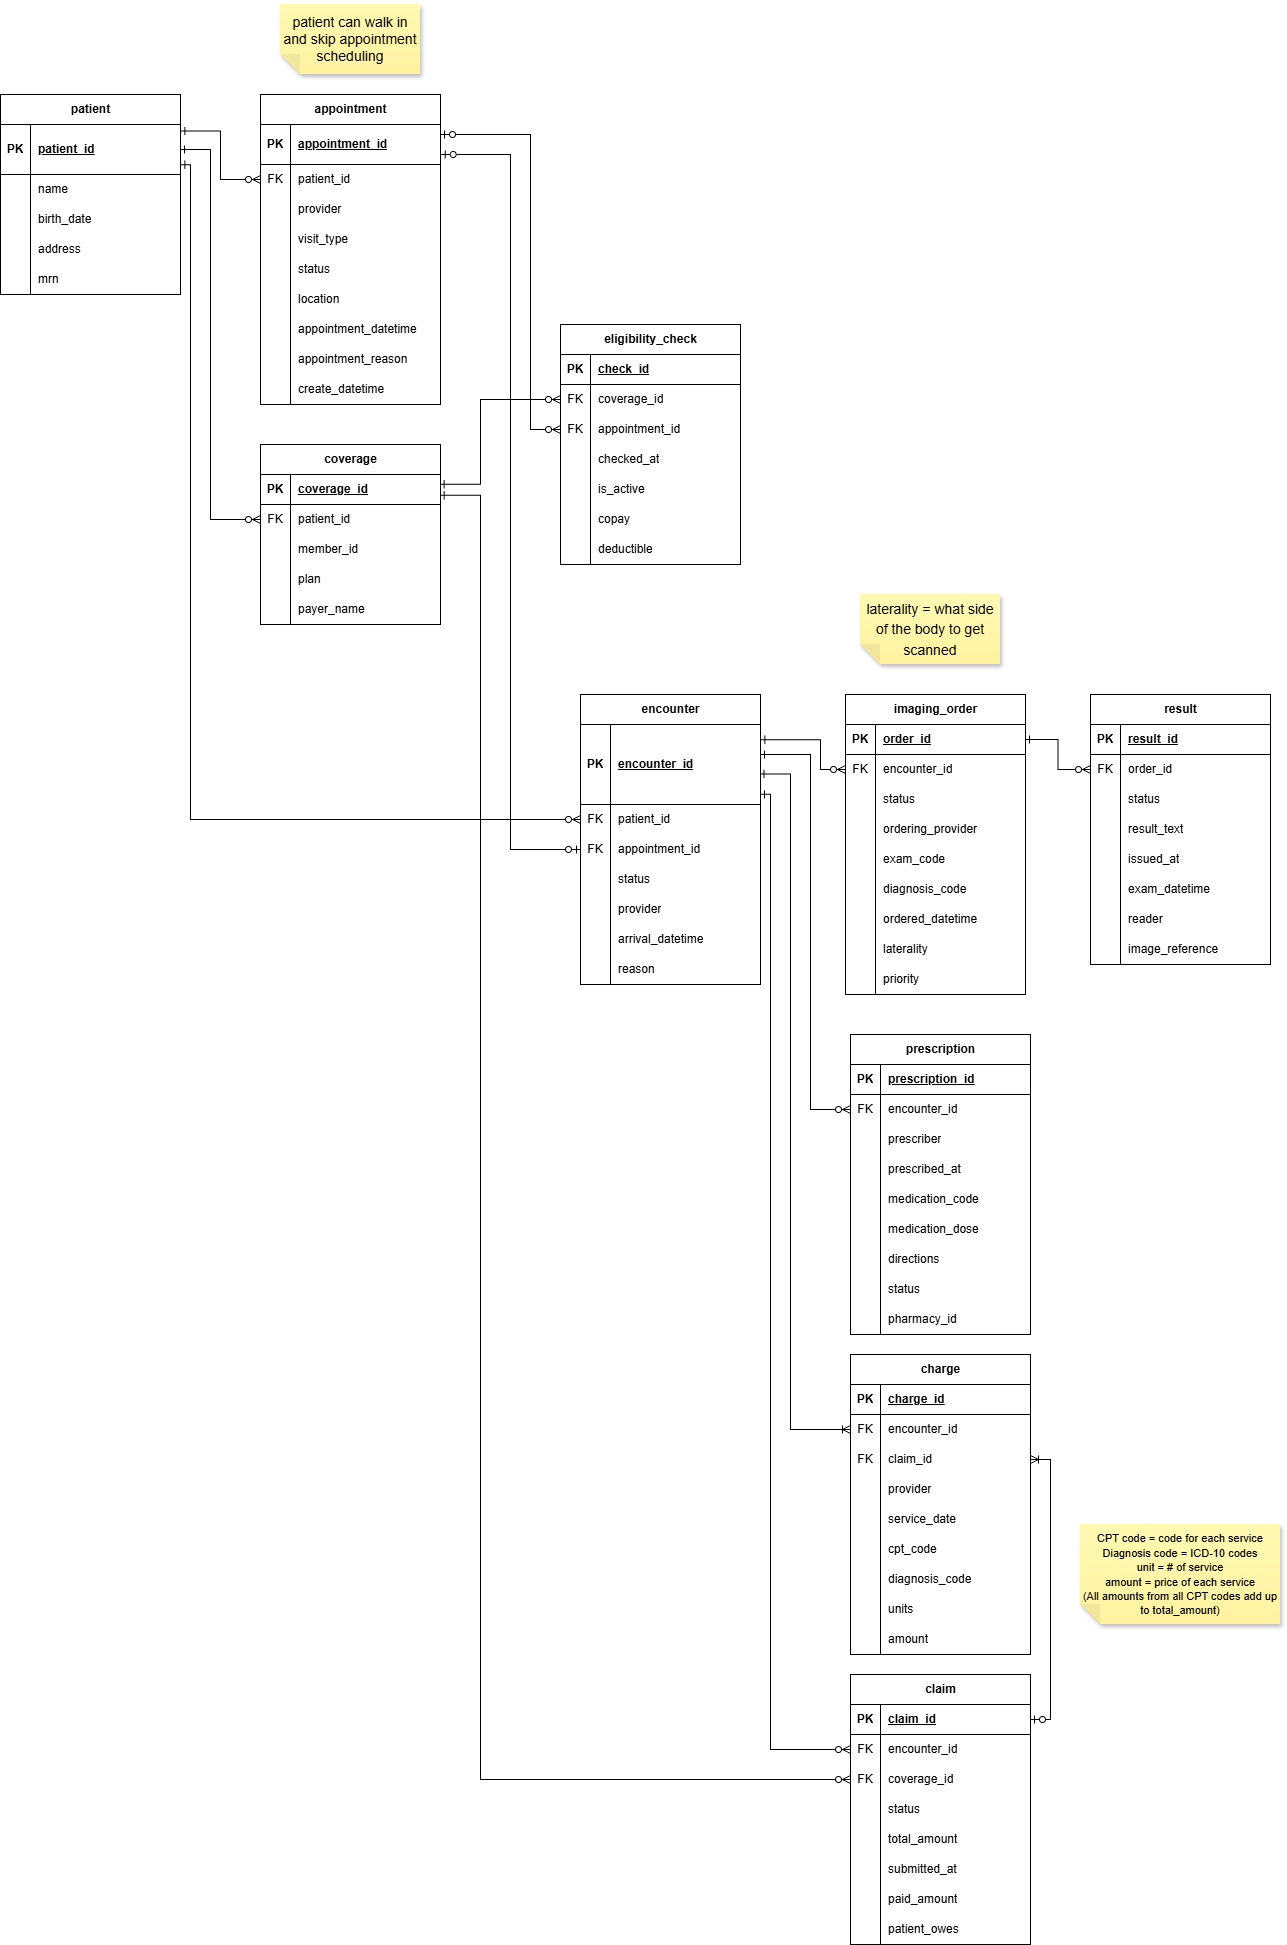 patient can walk in
and skip appointment
scheduling
patient
PK patient_id
name
birth_date
address
mrn
appointment
PK appointment_id
FK patient_id
provider
visit_type
status
location
appointment_datetime
appointment_reason
create_datetime
eligibility_check
PK check_id
FK coverage_id
FK appointment_id
checked_at
is_active
copay
deductible
coverage
PK coverage_id
FK patient_id
member_id
plan
payer_name
laterality = what side
of the body to get
scanned
encounter
PK encounter_id
FK patient_id
FK appointment_id
status
provider
arrival_datetime
reason
imaging_order
PK order_id
FK encounter_id
status
ordering_provider
exam_code
diagnosis_code
ordered_datetime
laterality
priority
result
PK result_id
FK order_id
status
result_text
issued_at
exam_datetime
reader
image_reference
prescription
PK prescription_id
FK encounter_id
prescriber
prescribed_at
medication_code
medication_dose
directions
status
pharmacy_id
charge
PK charge_id
FK encounter_id
FK claim_id
provider
service_date
cpt_code
diagnosis_code
units
amount
CPT code = code for each service
Diagnosis code = ICD-10 codes
unit = # of service
amount = price of each service
(All amounts from all CPT codes add up
to total_amount)
claim
PK claim_id
FK encounter_id
FK coverage_id
status
total_amount
submitted_at
paid_amount
patient_owes